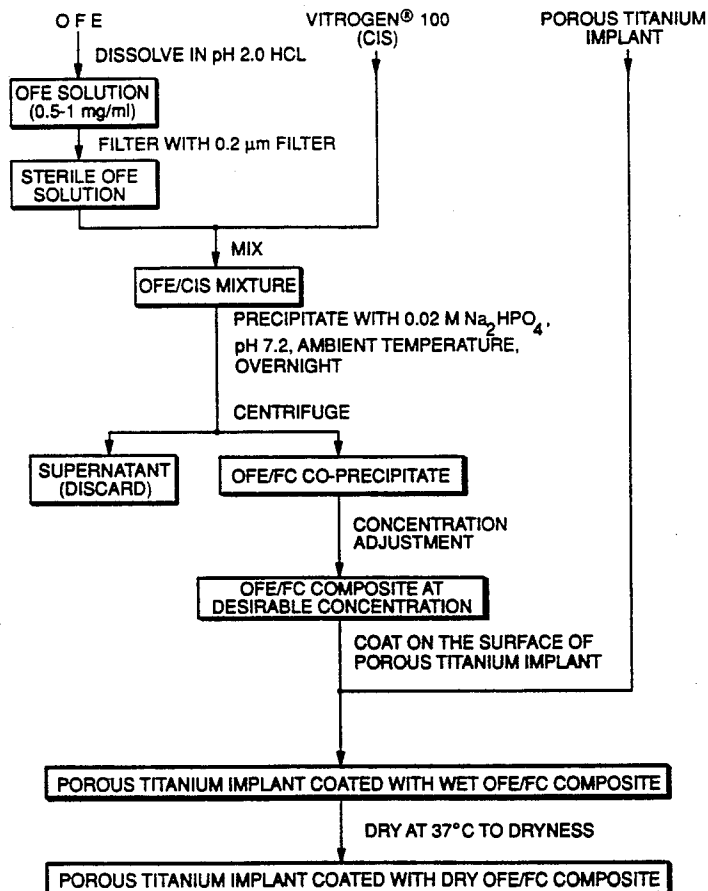 O F E
VITROGEN® 100
(CIS)
POROUS TITANIUM
IMPLANT
DISSOLVE IN pH 2.0 HCL
OFE SOLUTION
(0.5-1 mg/ml)
FILTER WITH 0.2 µm FILTER
STERILE OFE
SOLUTION
MIX
OFE/CIS MIXTURE
PRECIPITATE WITH 0.02 M Na2HPO4,
pH 7.2, AMBIENT TEMPERATURE,
OVERNIGHT
CENTRIFUGE
SUPERNATANT
(DISCARD)
OFE/FC CO-PRECIPITATE
CONCENTRATION
ADJUSTMENT
OFE/FC COMPOSITE AT
DESIRABLE CONCENTRATION
COAT ON THE SURFACE OF
POROUS TITANIUM IMPLANT
POROUS TITANIUM IMPLANT COATED WITH WET OFE/FC COMPOSITE
DRY AT 37°C TO DRYNESS
POROUS TITANIUM IMPLANT COATED WITH DRY OFE/FC COMPOSITE